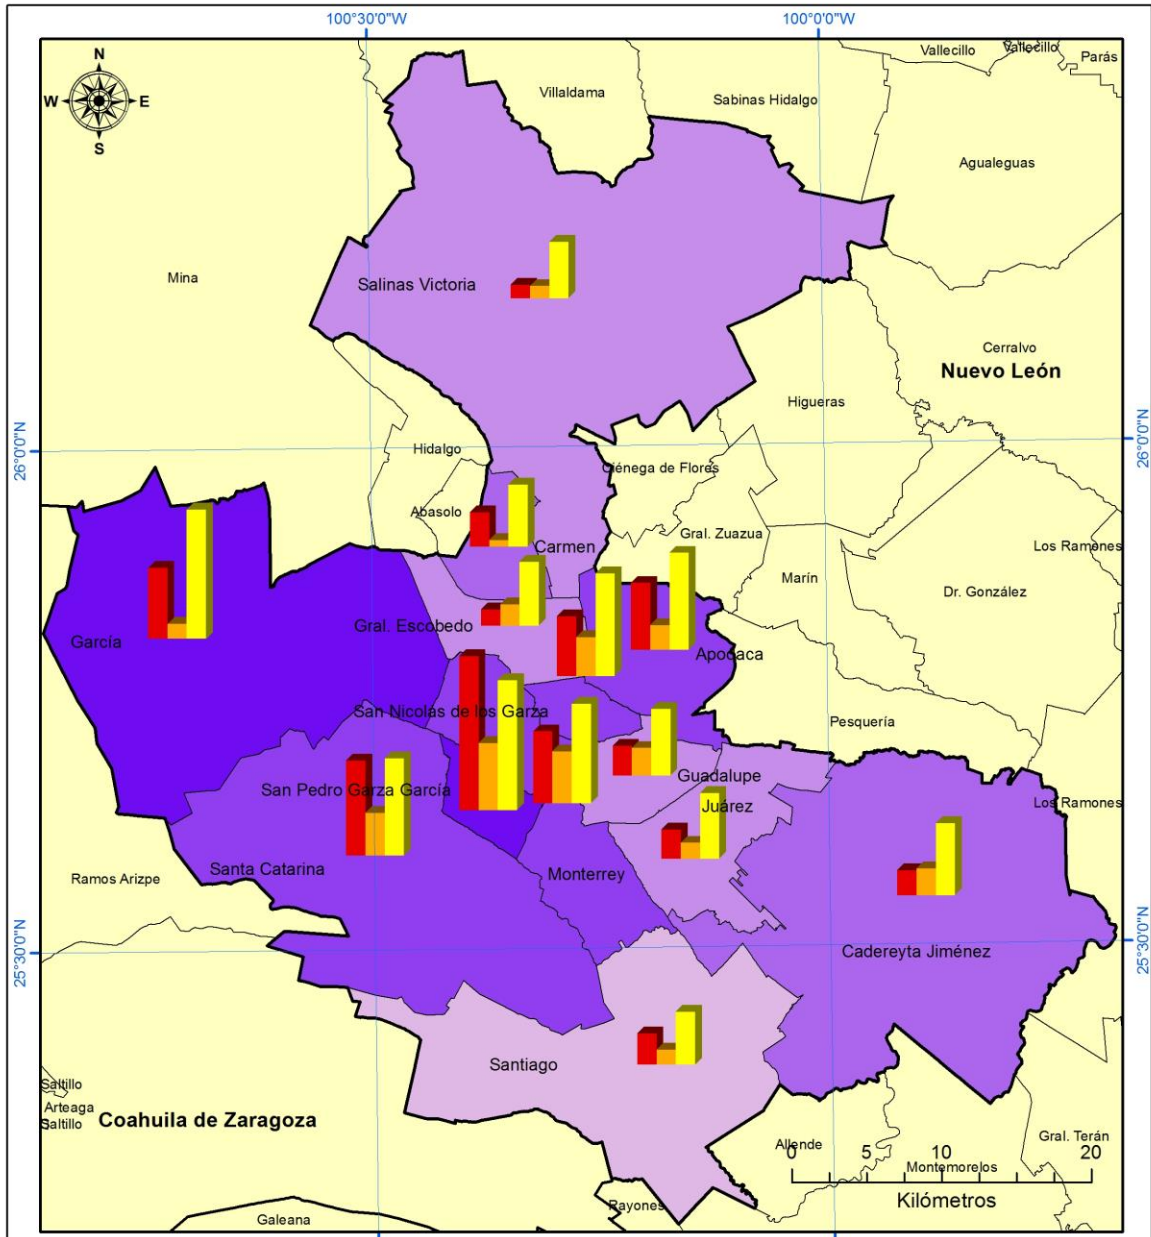 100°30'0"W
100°0'0"W
N
W
E
S
Vallecillo
Vallecillo
Parás
Villaldama
Sabinas Hidalgo
Agualeguas
Mina
Salinas Victoria
Cerralvo
Nuevo León
Higueras
26°0'0"N
26°0'0"N
Hidalgo
Ciénega de Flores
Abasolo
Gral. Zuazua
Carmen
Los Ramones
Marín
Dr. González
García
Gral. Escobedo
Apodaca
San Nicolás de los Garza
Pesquería
Guadalupe
San Pedro Garza García
Juárez
Los Ramones
Santa Catarina
Monterrey
Ramos Arizpe
Cadereyta Jiménez
25°30'0"N
25°30'0"N
Santiago
Saltillo
Arteaga
Saltillo
Coahuila de Zaragoza
Allende
Gral. Terán
0 5 10 20
Montemorelos
Kilómetros
Rayones
Galeana